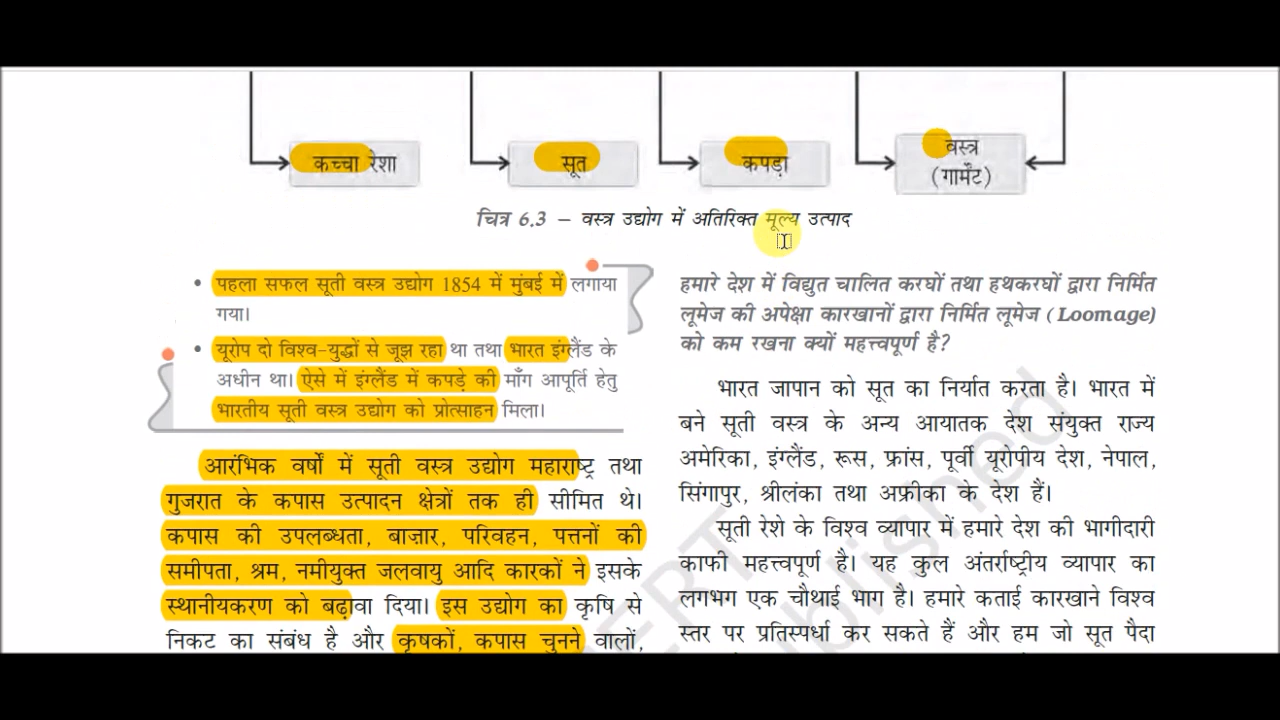 कच्चा रेशा
सूत
कपड़ा
वस्त्र
(गार्मेंट)
चित्र 6.3 – वस्त्र उद्योग में अतिरिक्त मूल्य उत्पाद
• पहला सफल सूती वस्त्र उद्योग 1854 में मुंबई में लगाया
गया।
• यूरोप दो विश्व-युद्धों से जूझ रहा था तथा भारत इंग्लैंड के
अधीन था। ऐसे में इंग्लैंड में कपड़े की माँग आपूर्ति हेतु
भारतीय सूती वस्त्र उद्योग को प्रोत्साहन मिला।
आरंभिक वर्षों में सूती वस्त्र उद्योग महाराष्ट्र तथा
गुजरात के कपास उत्पादन क्षेत्रों तक ही सीमित थे।
कपास की उपलब्धता, बाज़ार, परिवहन, पत्तनों की
समीपता, श्रम, नमीयुक्त जलवायु आदि कारकों ने इसके
स्थानीयकरण को बढ़ावा दिया। इस उद्योग का कृषि से
निकट का संबंध है और कृषकों, कपास चुनने वालों,
हमारे देश में विद्युत चालित करघों तथा हथकरघों द्वारा निर्मित
लूमेज की अपेक्षा कारखानों द्वारा निर्मित लूमेज (Loomage)
को कम रखना क्यों महत्त्वपूर्ण है?
भारत जापान को सूत का निर्यात करता है। भारत में
बने सूती वस्त्र के अन्य आयातक देश संयुक्त राज्य
अमेरिका, इंग्लैंड, रूस, फ्रांस, पूर्वी यूरोपीय देश, नेपाल,
सिंगापुर, श्रीलंका तथा अफ्रीका के देश हैं।
सूती रेशे के विश्व व्यापार में हमारे देश की भागीदारी
काफी महत्त्वपूर्ण है। यह कुल अंतर्राष्ट्रीय व्यापार का
लगभग एक चौथाई भाग है। हमारे कताई कारखाने विश्व
स्तर पर प्रतिस्पर्धा कर सकते हैं और हम जो सूत पैदा